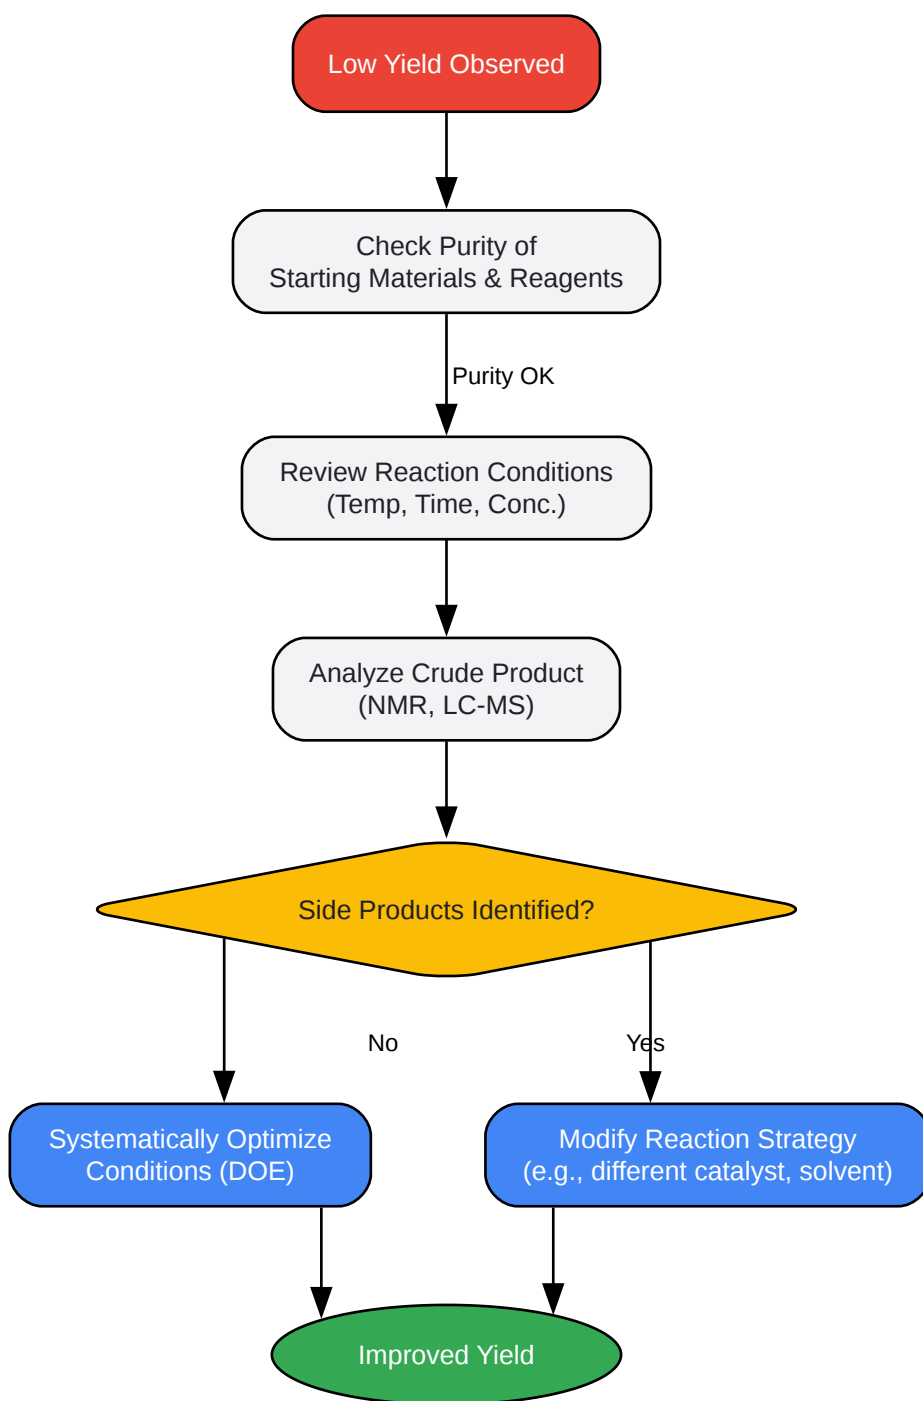 Low Yield Observed
Check Purity of
Starting Materials & Reagents
Purity OK
Review Reaction Conditions
(Temp, Time, Conc.)
Analyze Crude Product
(NMR, LC-MS)
Side Products Identified?
No
Yes
Systematically Optimize
Conditions (DOE)
Modify Reaction Strategy
(e.g., different catalyst, solvent)
Improved Yield